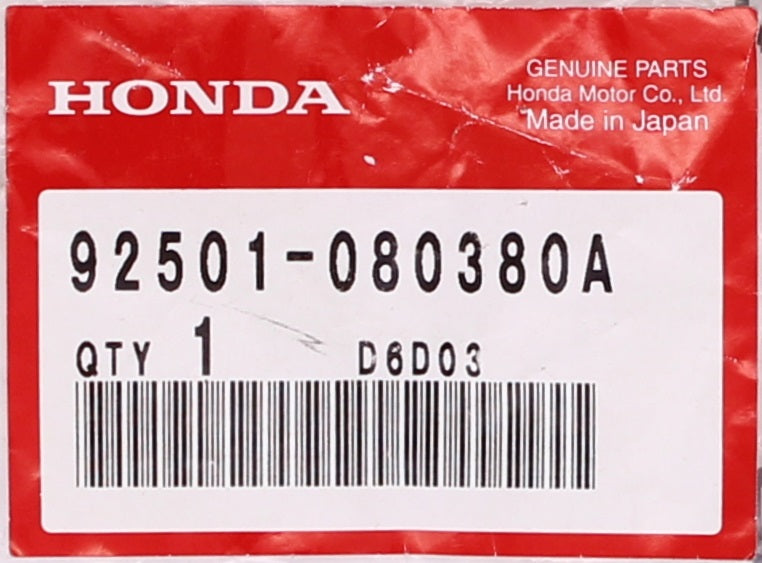 HONDA
GENUINE PARTS
Honda Motor Co., Ltd.
Made in Japan
92501-080380A
QTY 1 D6D03